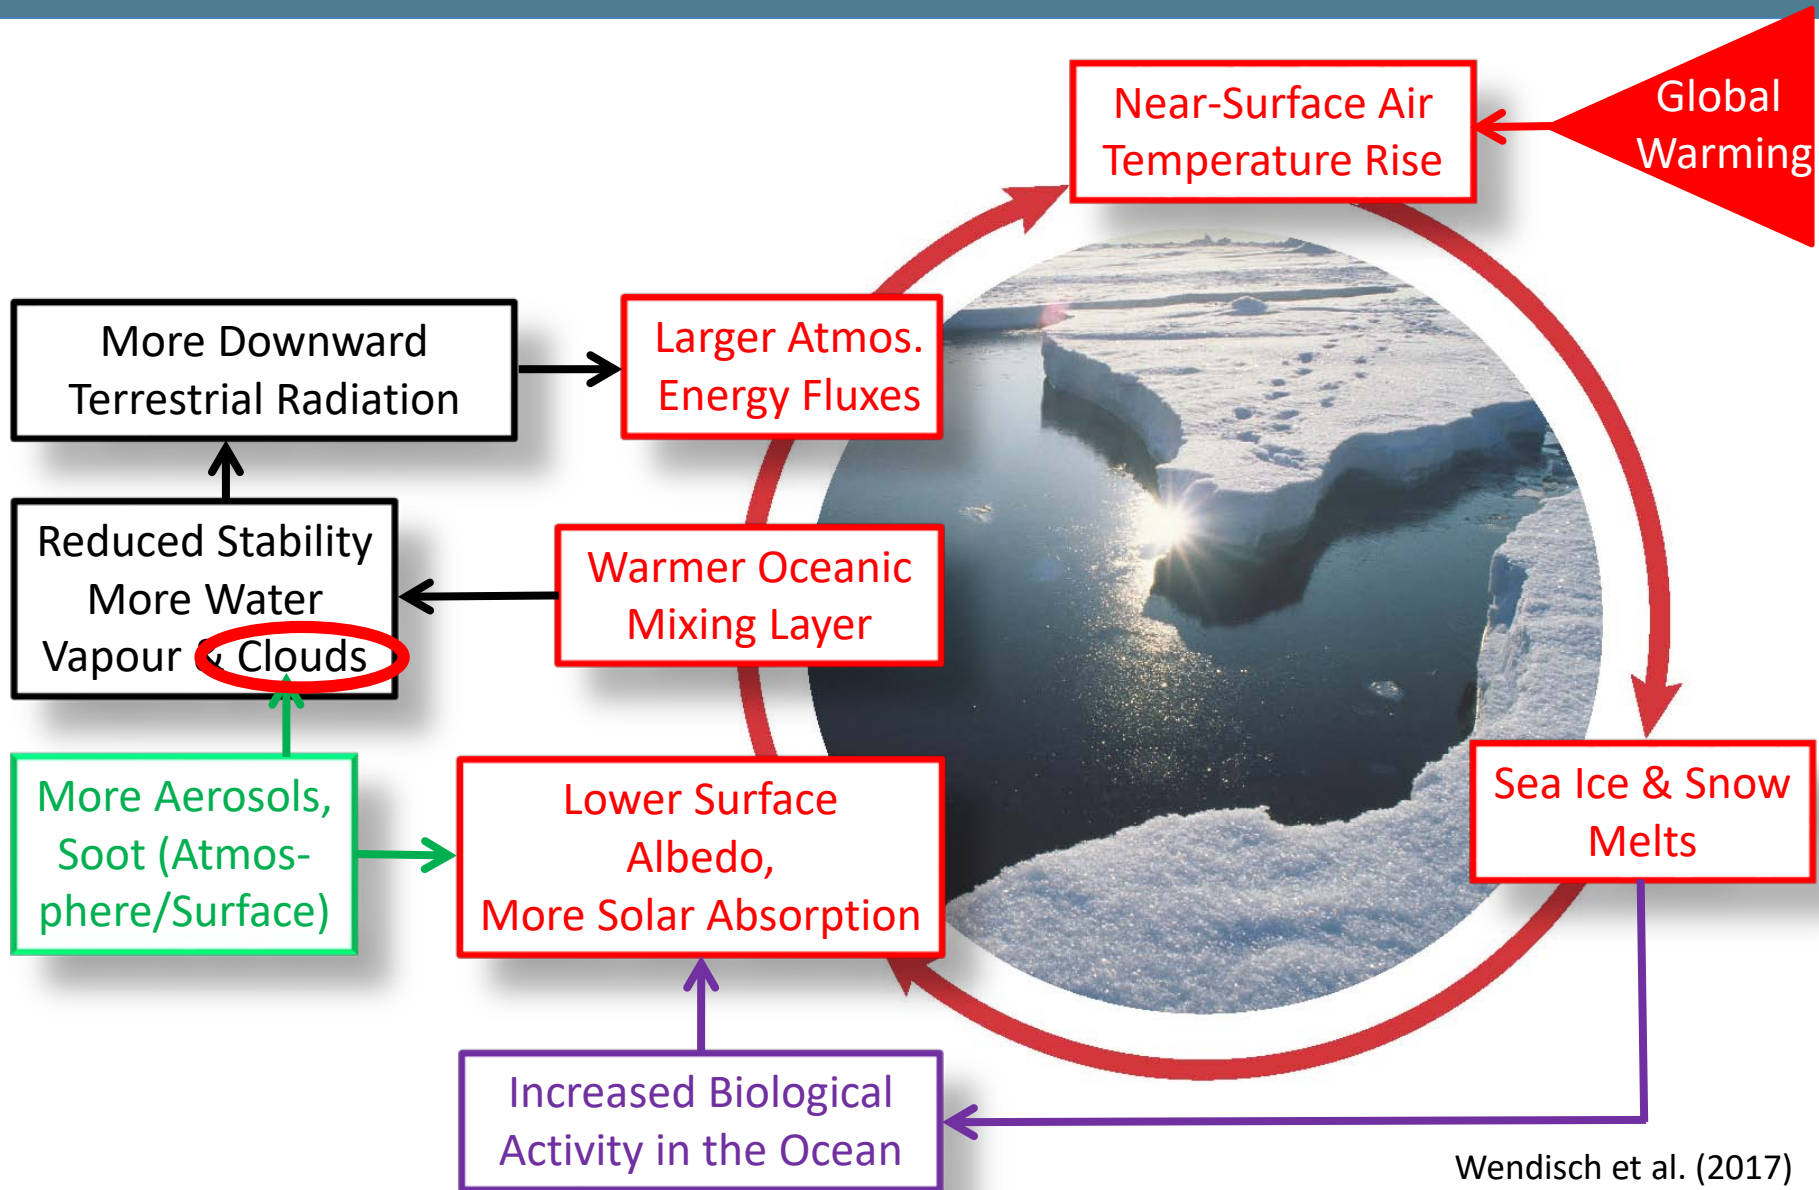 Near-Surface Air
Temperature Rise
Global
Warming
More Downward
Terrestrial Radiation
Larger Atmos.
Energy Fluxes
Reduced Stability
More Water
Vapour & Clouds
Warmer Oceanic
Mixing Layer
More Aerosols,
Soot (Atmos-
phere/Surface)
Lower Surface
Albedo,
More Solar Absorption
Sea Ice & Snow
Melts
Increased Biological
Activity in the Ocean
Wendisch et al. (2017)